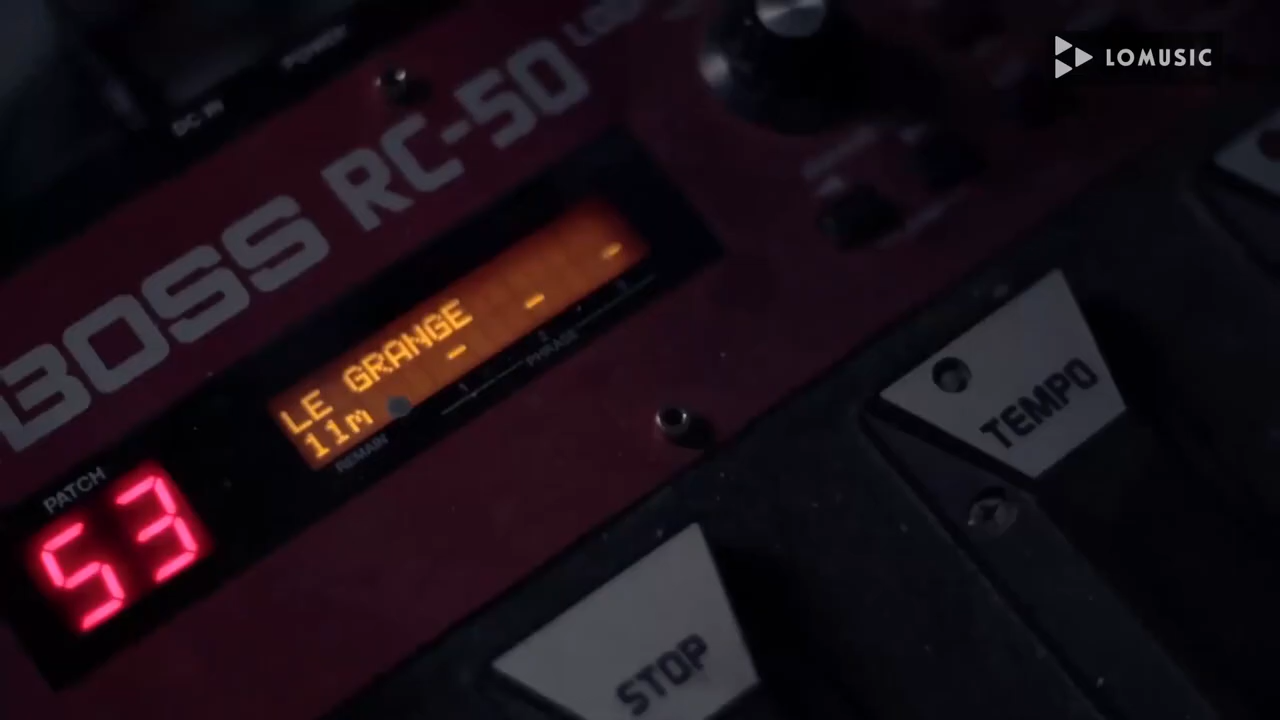 LOMUSIC
POWER
DC IN
BOSS RC-50
LE GRANGE
11M
REMAIN
1 2 3
PHRASE
PATCH
53
TEMPO
STOP